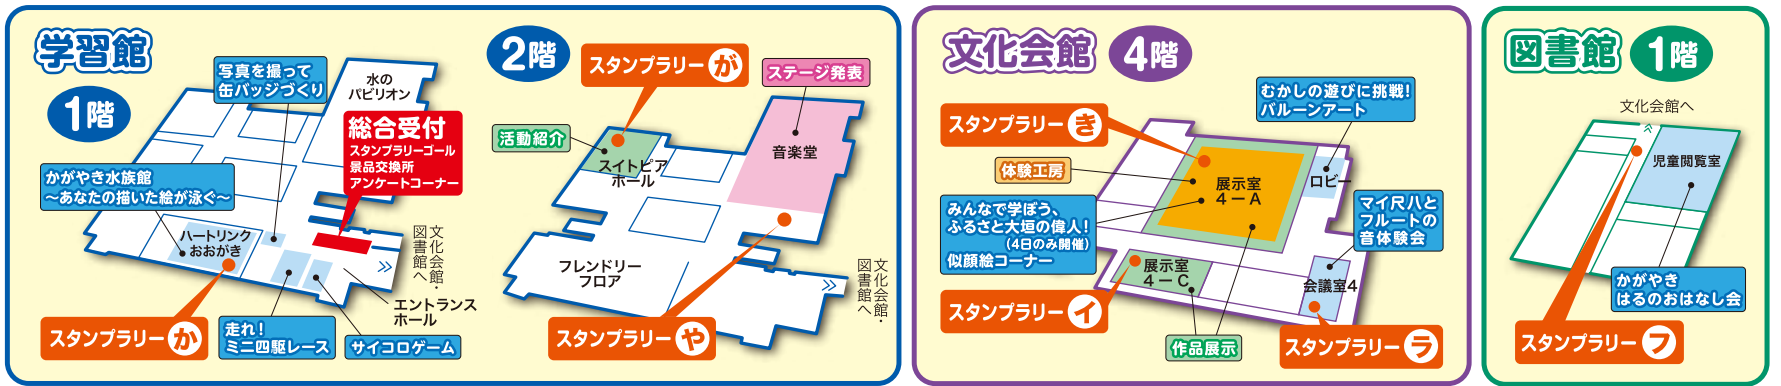 学習館
1階
写真を撮って
缶バッジづくり
水の
パビリオン
総合受付
スタンプラリーゴール
景品交換所
アンケートコーナー
かがやき水族館
～あなたの描いた絵が泳ぐ～
ハートリンク
おおがき
文化会館・
図書館へ
エントランス
ホール
スタンプラリー か
走れ！
ミニ四駆レース
サイコロゲーム
2階
スタンプラリー が
ステージ発表
活動紹介
スイトピア
ホール
音楽堂
フレンドリー
フロア
文化会館・
図書館へ
スタンプラリー や
文化会館
4階
むかしの遊びに挑戦！
バルーンアート
スタンプラリー き
体験工房
展示室
4－A
ロビー
みんなで学ぼう、
ふるさと大垣の偉人！
（4日のみ開催）
似顔絵コーナー
マイ尺八と
フルートの
音体験会
展示室
4－C
会議室4
スタンプラリー イ
作品展示
スタンプラリー ラ
図書館
1階
文化会館へ
児童閲覧室
かがやき
はるのおはなし会
スタンプラリー フ